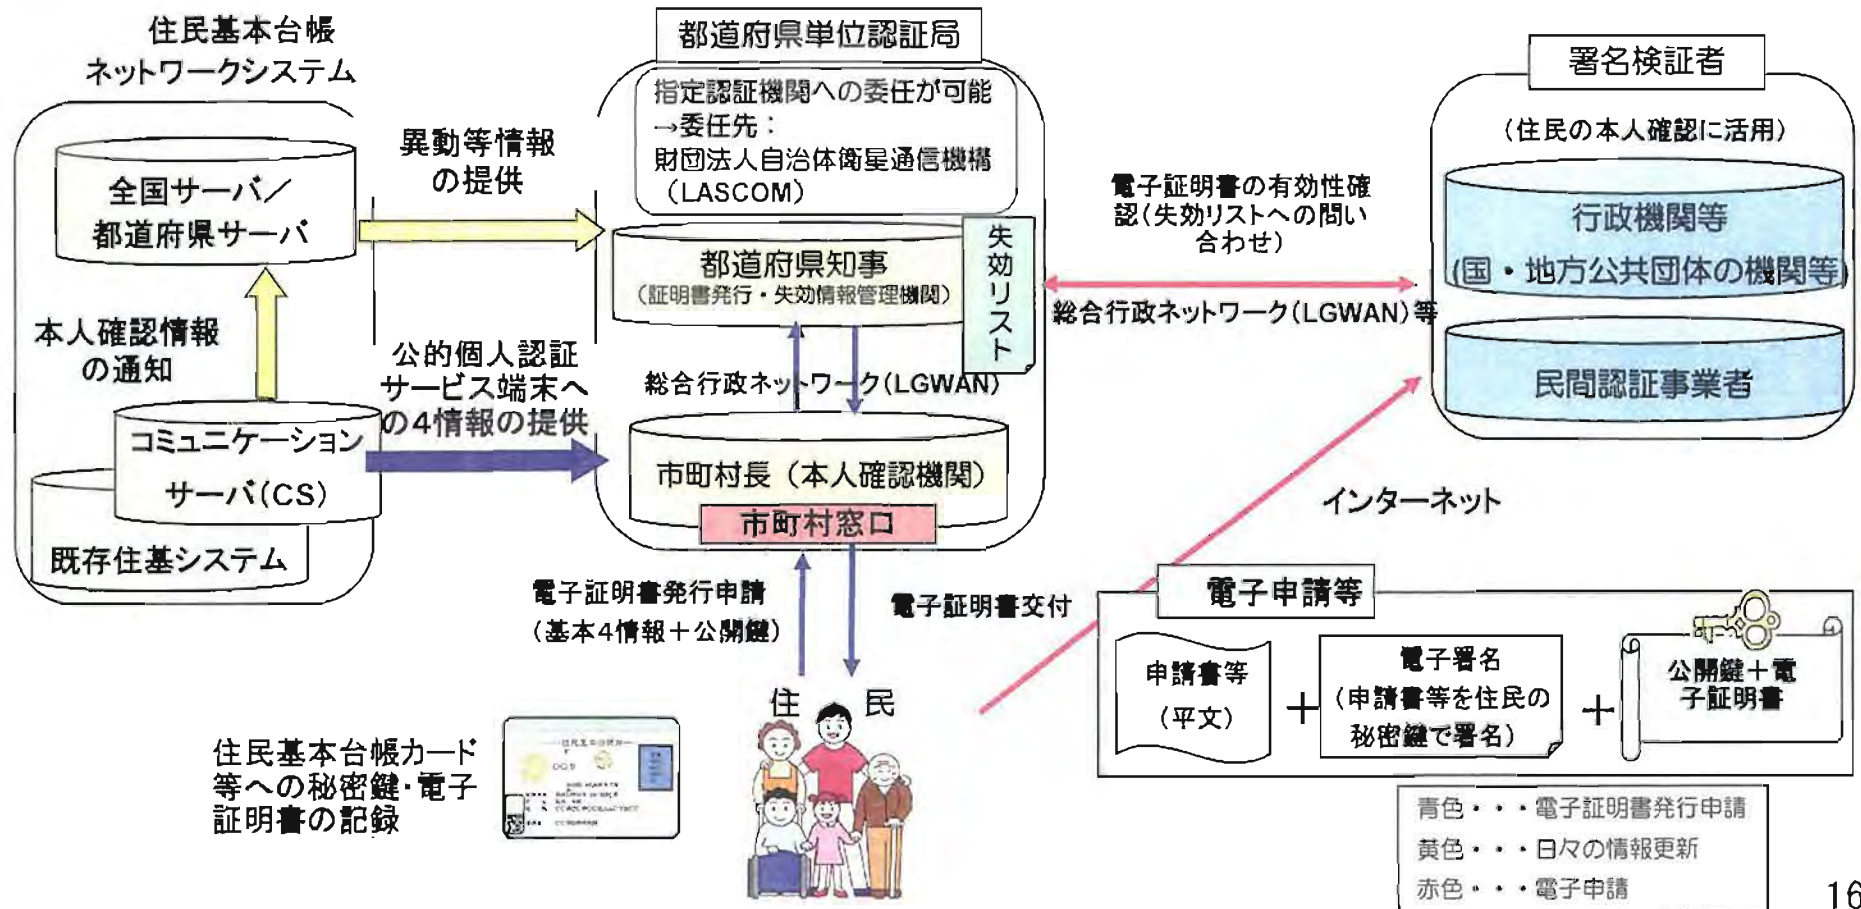 住民基本台帳
ネットワークシステム
全国サーバ／
都道府県サーバ
本人確認情報
の通知
コミュニケーション
サーバ(CS)
既存住基システム
異動等情報
の提供
公的個人認証
サービス端末へ
の4情報の提供
都道府県単位認証局
指定認証機関への委任が可能
→委任先：
財団法人自治体衛星通信機構
（LASCOM）
都道府県知事
（証明書発行・失効情報管理機関）
失効リスト
総合行政ネットワーク(LGWAN)
市町村長（本人確認機関）
市町村窓口
電子証明書発行申請
(基本4情報＋公開鍵)
電子証明書交付
住民
住民基本台帳カード
等への秘密鍵・電子
証明書の記録
電子証明書の有効性確
認(失効リストへの問い
合わせ)
総合行政ネットワーク(LGWAN)等
インターネット
署名検証者
(住民の本人確認に活用)
行政機関等
(国・地方公共団体の機関等)
民間認証事業者
電子申請等
申請書等
(平文)
＋
電子署名
(申請書等を住民の
秘密鍵で署名)
＋
公開鍵＋電
子証明書
青色・・・電子証明書発行申請
黄色・・・日々の情報更新
赤色・・・電子申請
16